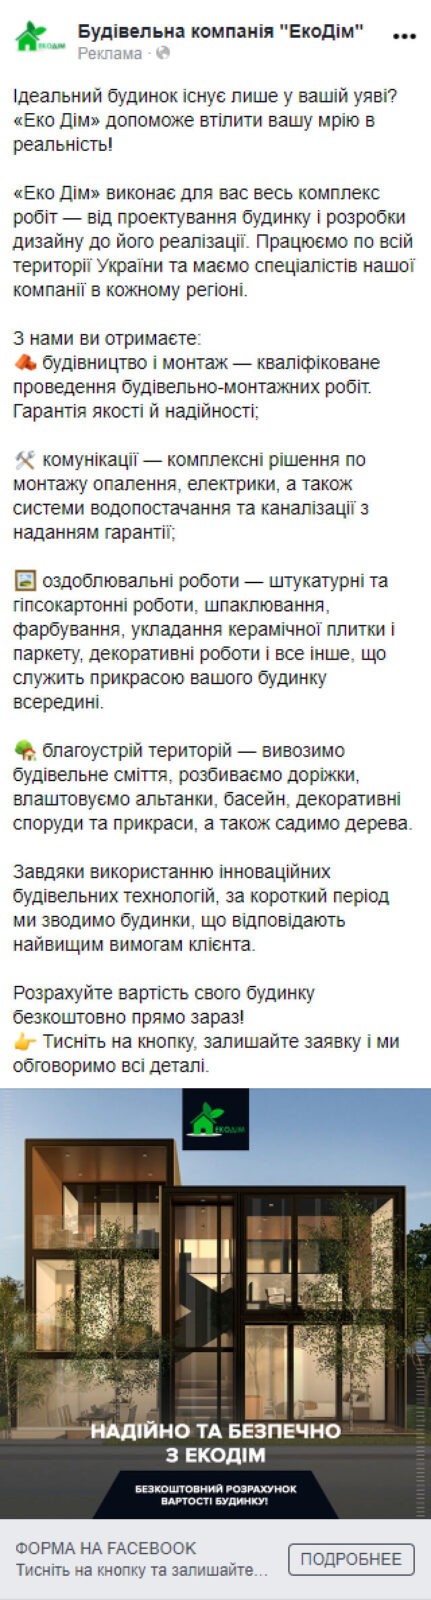 Будівельна компанія "ЕкоДім"
Реклама ·
ЕКОДІМ
Ідеальний будинок існує лише у вашій уяві?
«Еко Дім» допоможе втілити вашу мрію в
реальність!
«Еко Дім» виконає для вас весь комплекс
робіт — від проектування будинку і розробки
дизайну до його реалізації. Працюємо по всій
території України та маємо спеціалістів нашої
компанії в кожному регіоні.
З нами ви отримаєте:
будівництво і монтаж — кваліфіковане
проведення будівельно-монтажних робіт.
Гарантія якості й надійності;
комунікації — комплексні рішення по
монтажу опалення, електрики, а також
системи водопостачання та каналізації з
наданням гарантії;
оздоблювальні роботи — штукатурні та
гіпсокартонні роботи, шпаклювання,
фарбування, укладання керамічної плитки і
паркету, декоративні роботи і все інше, що
служить прикрасою вашого будинку
всередині.
благоустрій територій — вивозимо
будівельне сміття, розбиваємо доріжки,
влаштовуємо альтанки, басейн, декоративні
споруди та прикраси, а також садимо дерева.
Завдяки використанню інноваційних
будівельних технологій, за короткий період
ми зводимо будинки, що відповідають
найвищим вимогам клієнта.
Розрахуйте вартість свого будинку
безкоштовно прямо зараз!
👉 Тисніть на кнопку, залишайте заявку і ми
обговоримо всі деталі.
ЕКОДІМ
НАДІЙНО ТА БЕЗПЕЧНО
З ЕКОДІМ
БЕЗКОШТОВНИЙ РОЗРАХУНОК
ВАРТОСТІ БУДИНКУ!
ФОРМА НА FACEBOOK
Тисніть на кнопку та залишайте...
ПОДРОБНЕЕ